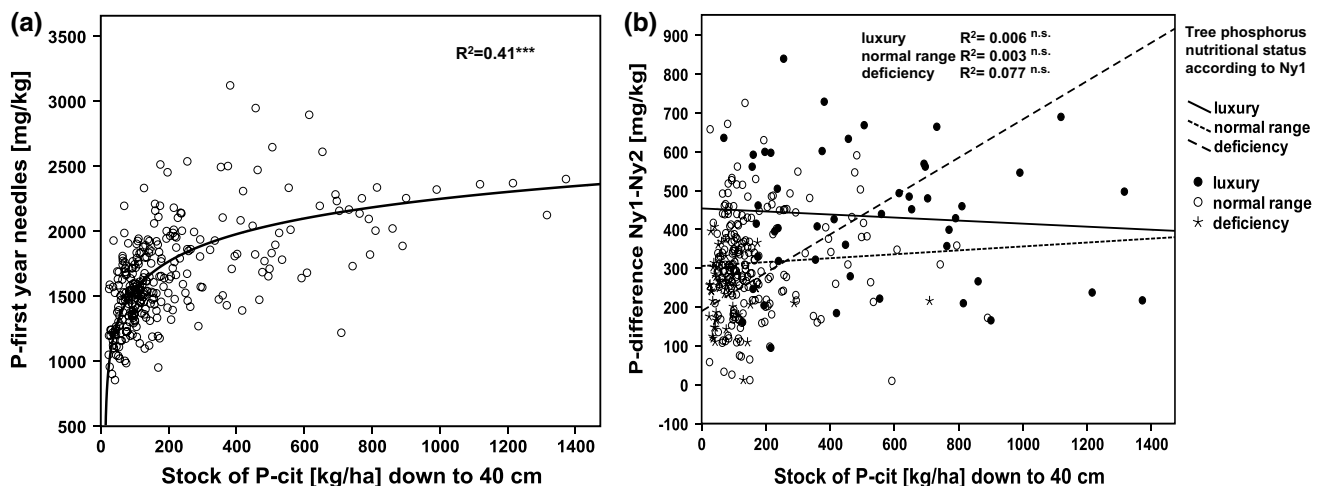 (a)
R²=0.41***
3500
3000
2500
2000
1500
1000
500
P-first year needles [mg/kg]
0 200 400 600 800 1000 1200 1400
Stock of P-cit [kg/ha] down to 40 cm
(b)
luxury R²= 0.006 n.s.
normal range R²= 0.003 n.s.
deficiency R²= 0.077 n.s.
900
800
700
600
500
400
300
200
100
0
-100
P-difference Ny1-Ny2 [mg/kg]
0 200 400 600 800 1000 1200 1400
Stock of P-cit [kg/ha] down to 40 cm
Tree phosphorus
nutritional status
according to Ny1
luxury
normal range
deficiency
luxury
normal range
deficiency